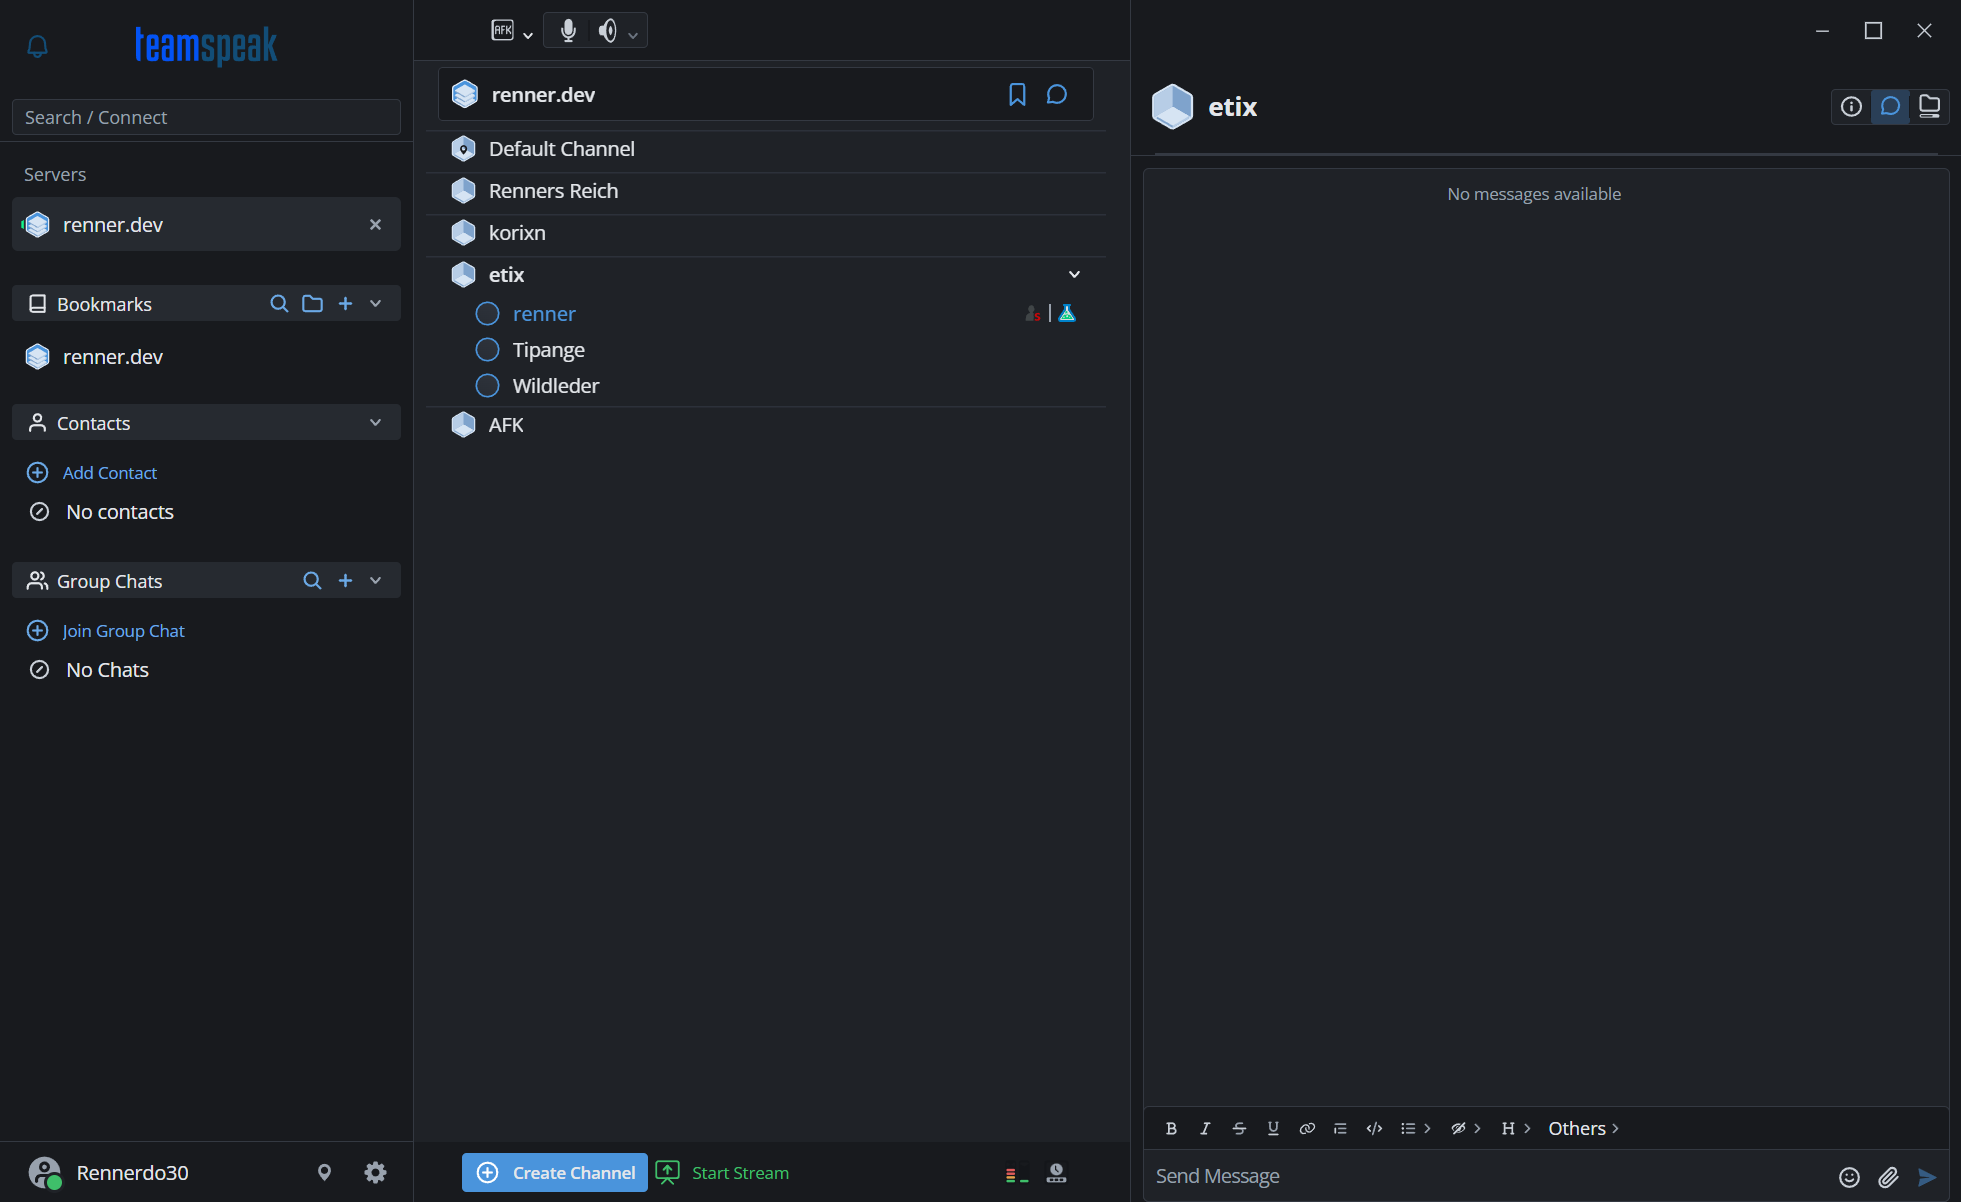 teamspeak
Search / Connect
Servers
renner.dev
Bookmarks
renner.dev
Contacts
Add Contact
No contacts
Group Chats
Join Group Chat
No Chats
Rennerdo30
AFK
renner.dev
Default Channel
Renners Reich
korixn
etix
renner
S
Tipange
Wildleder
AFK
Create Channel
Start Stream
etix
No messages available
B I S U H Others
Send Message